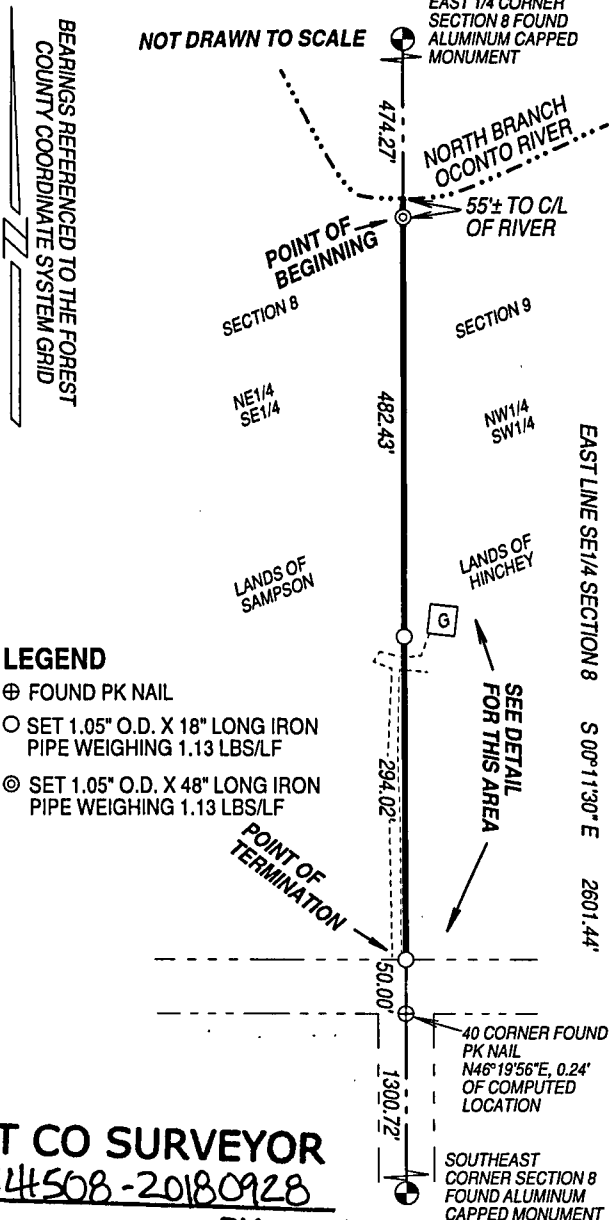 EAST 1/4 CORNER
SECTION 8 FOUND
ALUMINUM CAPPED
MONUMENT
NOT DRAWN TO SCALE
BEARINGS REFERENCED TO THE FOREST
COUNTY COORDINATE SYSTEM GRID
474.27'
NORTH BRANCH
OCONTO RIVER
55'± TO C/L
OF RIVER
POINT OF
BEGINNING
SECTION 8
SECTION 9
NE1/4
SE1/4
482.43'
NW1/4
SW1/4
EAST LINE SE1/4 SECTION 8 S 00°11'30" E 2601.44'
LANDS OF
SAMPSON
LANDS OF
HINCHEY
G
LEGEND
⊕ FOUND PK NAIL
○ SET 1.05" O.D. X 18" LONG IRON
PIPE WEIGHING 1.13 LBS/LF
◎ SET 1.05" O.D. X 48" LONG IRON
PIPE WEIGHING 1.13 LBS/LF
SEE DETAIL
FOR THIS AREA
294.02'
POINT OF
TERMINATION
50.00'
40 CORNER FOUND
PK NAIL
N46°19'56"E, 0.24'
OF COMPUTED
LOCATION
1300.72'
T CO SURVEYOR
4508-20180928
SOUTHEAST
CORNER SECTION 8
FOUND ALUMINUM
CAPPED MONUMENT